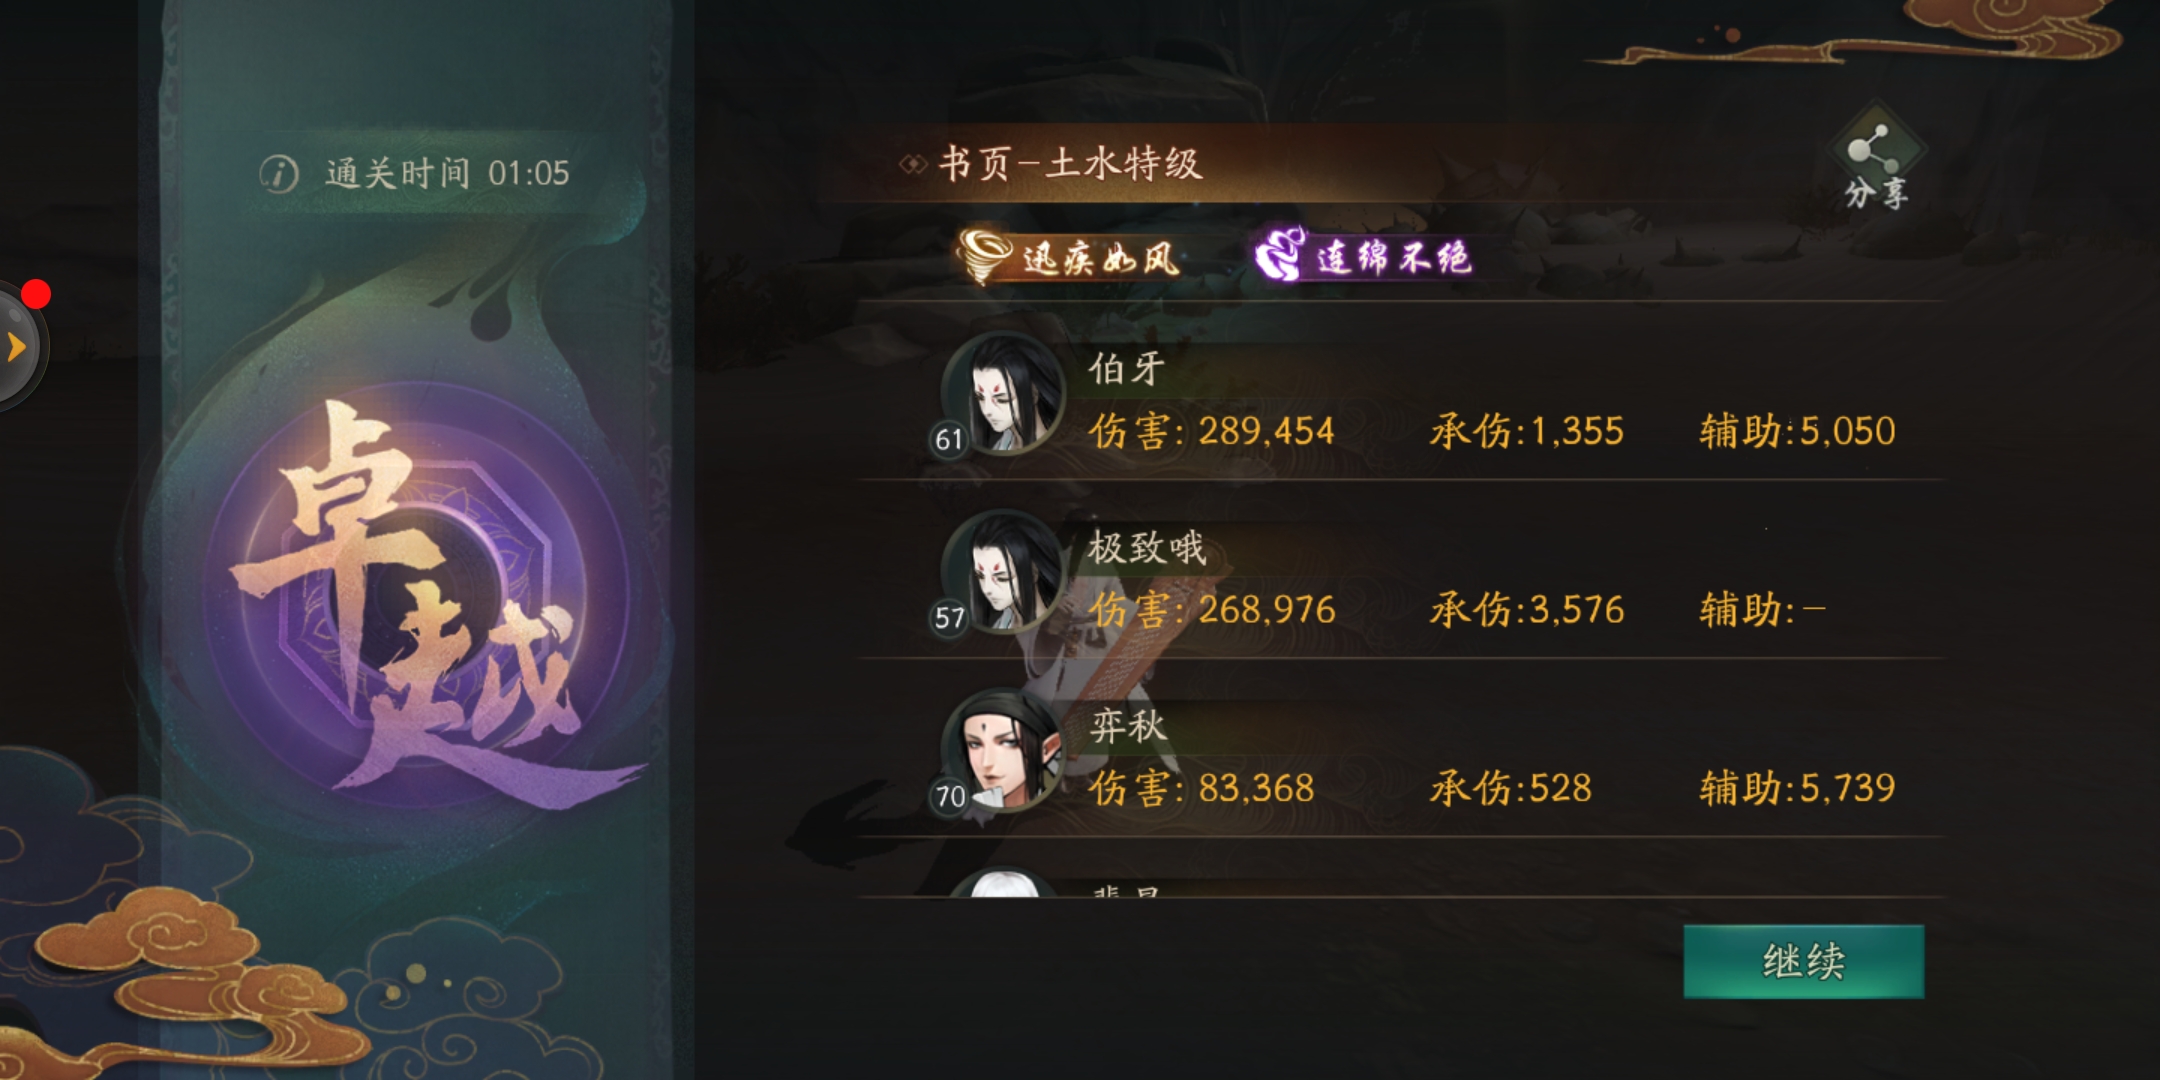 通关时间 01:05
卓越
书页-土水特级
分享
迅疾如风 连绵不绝
伯牙
61 伤害: 289,454 承伤:1,355 辅助:5,050
极致哦
57 伤害: 268,976 承伤:3,576 辅助:-
弈秋
70 伤害: 83,368 承伤:528 辅助:5,739
继续